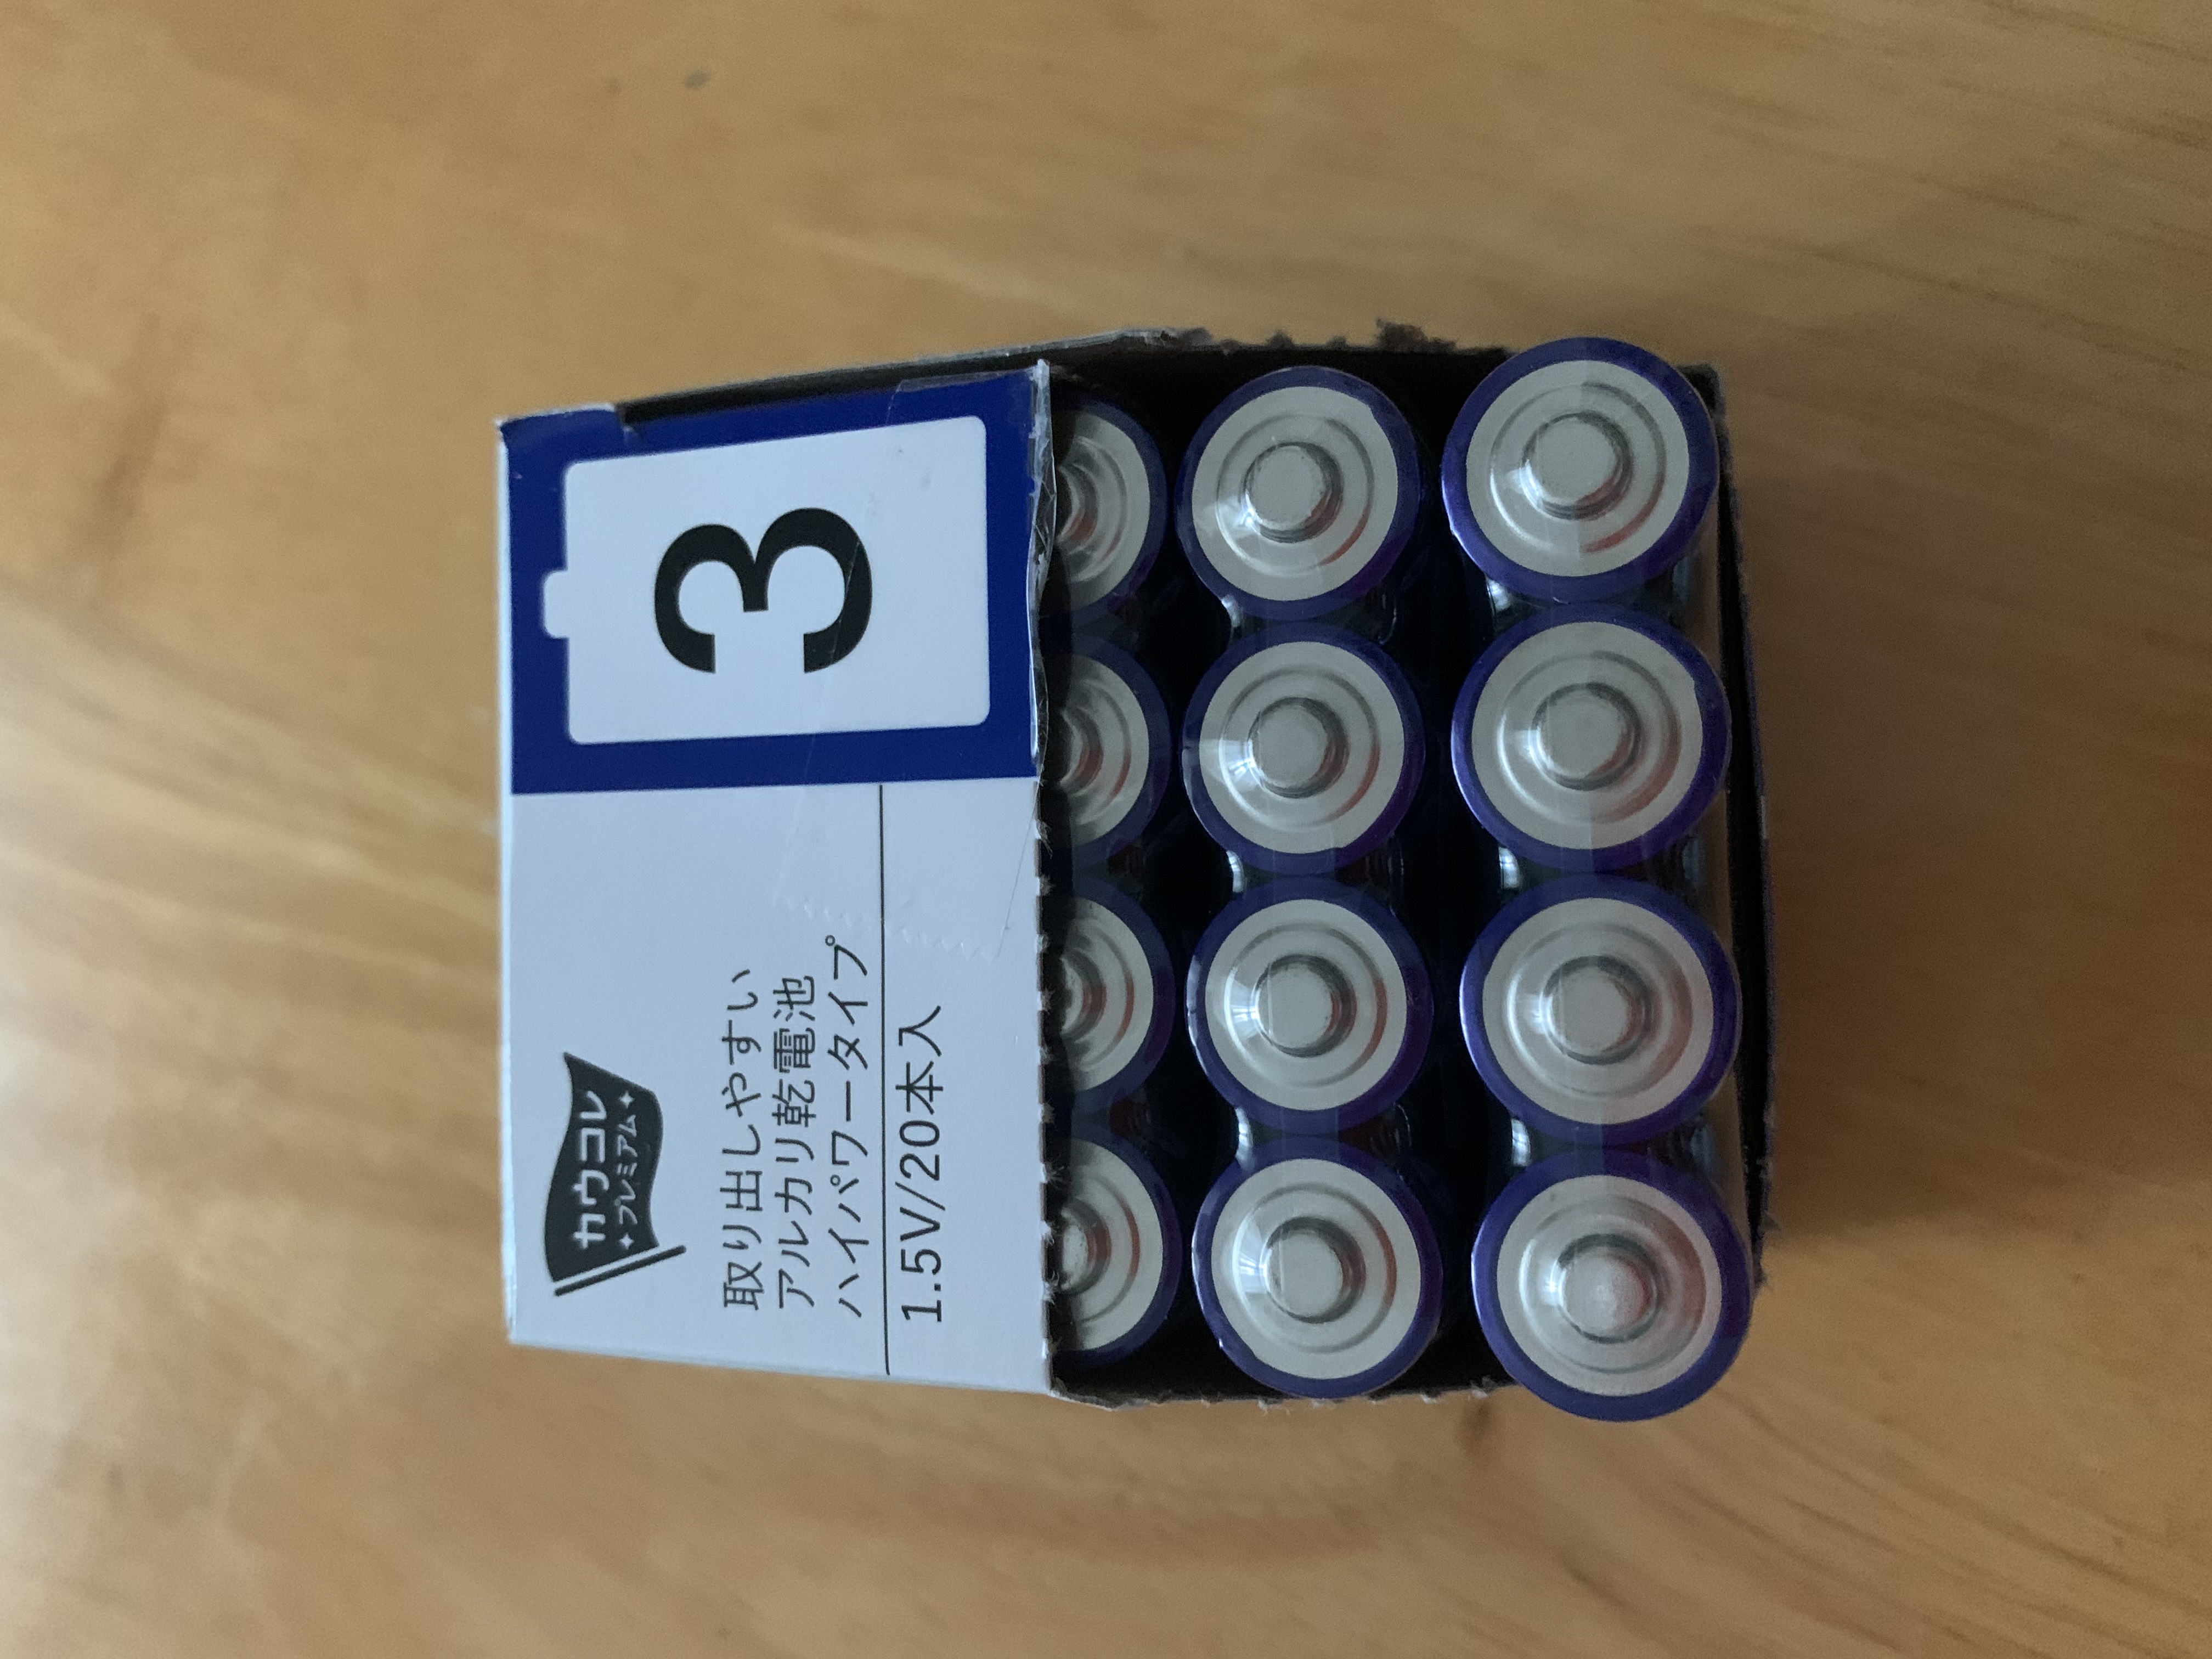 カウコレ
プレミアム
取り出しやすい
アルカリ乾電池
ハイパワータイプ
1.5V/20本入
3